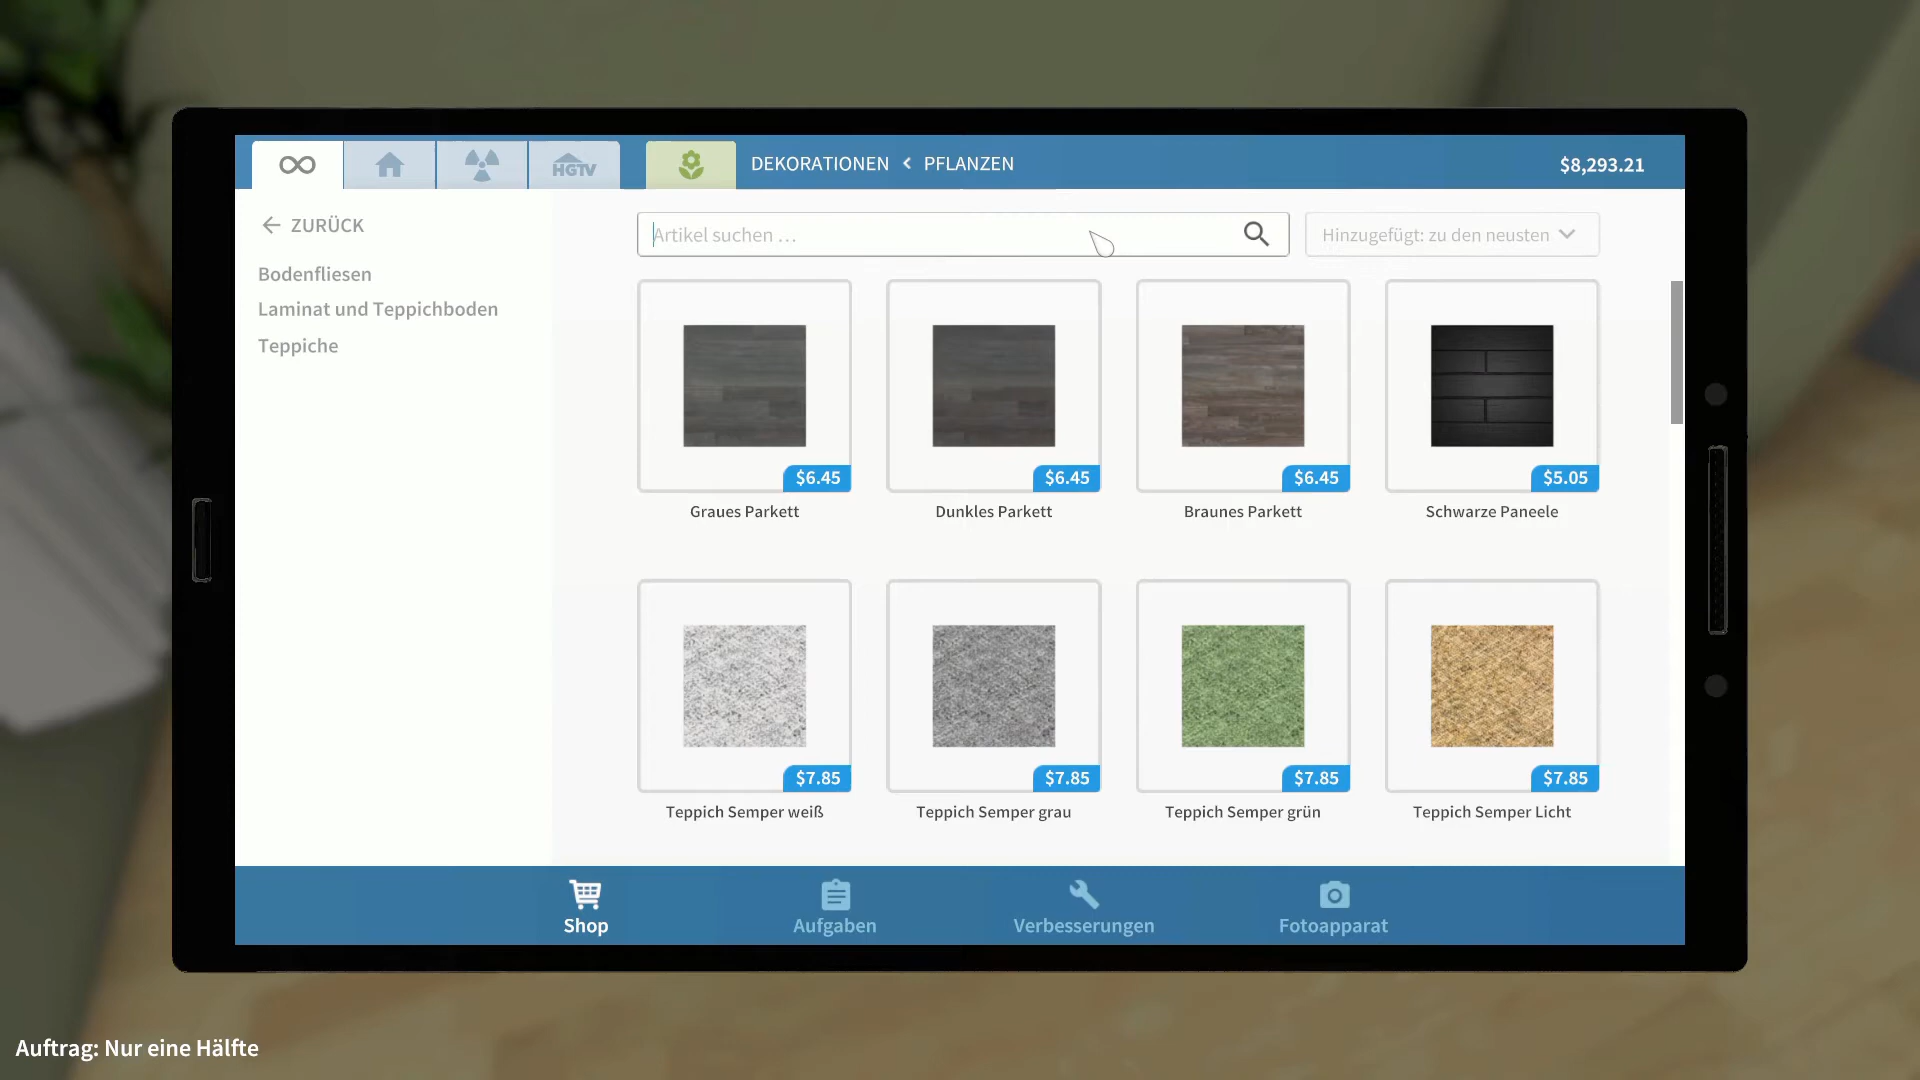 HGTV
DEKORATIONEN < PFLANZEN
$8,293.21
← ZURÜCK
Bodenfliesen
Laminat und Teppichboden
Teppiche
Artikel suchen ...
Hinzugefügt: zu den neusten
$6.45
$6.45
$6.45
$5.05
Graues Parkett
Dunkles Parkett
Braunes Parkett
Schwarze Paneele
$7.85
$7.85
$7.85
$7.85
Teppich Semper weiß
Teppich Semper grau
Teppich Semper grün
Teppich Semper Licht
Shop
Aufgaben
Verbesserungen
Fotoapparat
Auftrag: Nur eine Hälfte